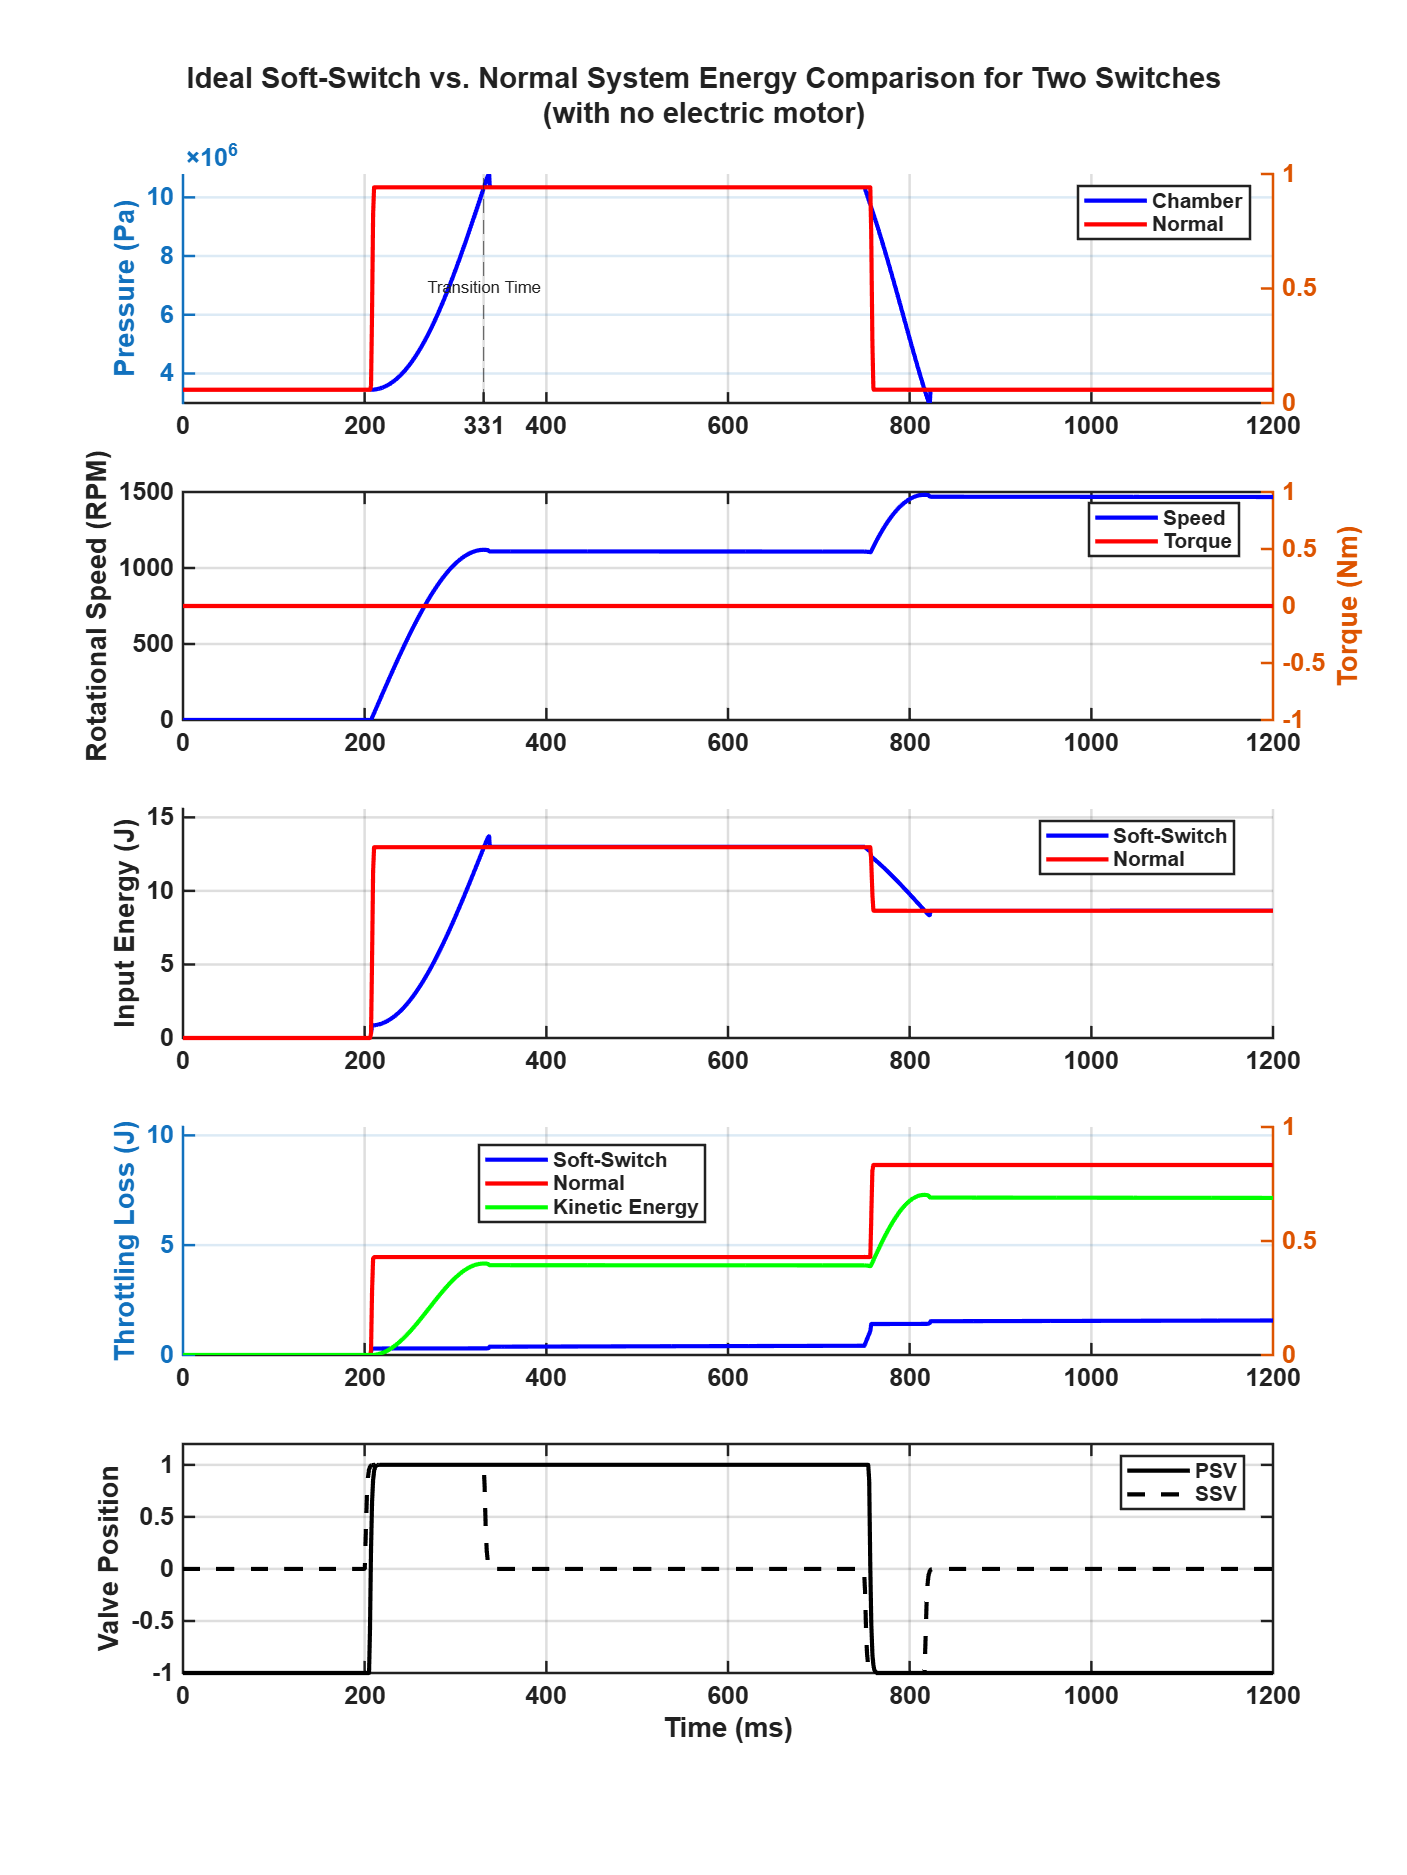 Ideal Soft-Switch vs. Normal System Energy Comparison for Two Switches
(with no electric motor)
×10^6
Pressure (Pa)
10
8
6
4
1
0.5
0
Chamber
Normal
Transition Time
0 200 331 400 600 800 1000 1200
Rotational Speed (RPM)
1500
1000
500
0
1
0.5
0
-0.5
-1
Torque (Nm)
Speed
Torque
0 200 400 600 800 1000 1200
Input Energy (J)
15
10
5
0
Soft-Switch
Normal
0 200 400 600 800 1000 1200
Throttling Loss (J)
10
5
0
1
0.5
0
Soft-Switch
Normal
Kinetic Energy
0 200 400 600 800 1000 1200
Valve Position
1
0.5
0
-0.5
-1
PSV
SSV
0 200 400 600 800 1000 1200
Time (ms)